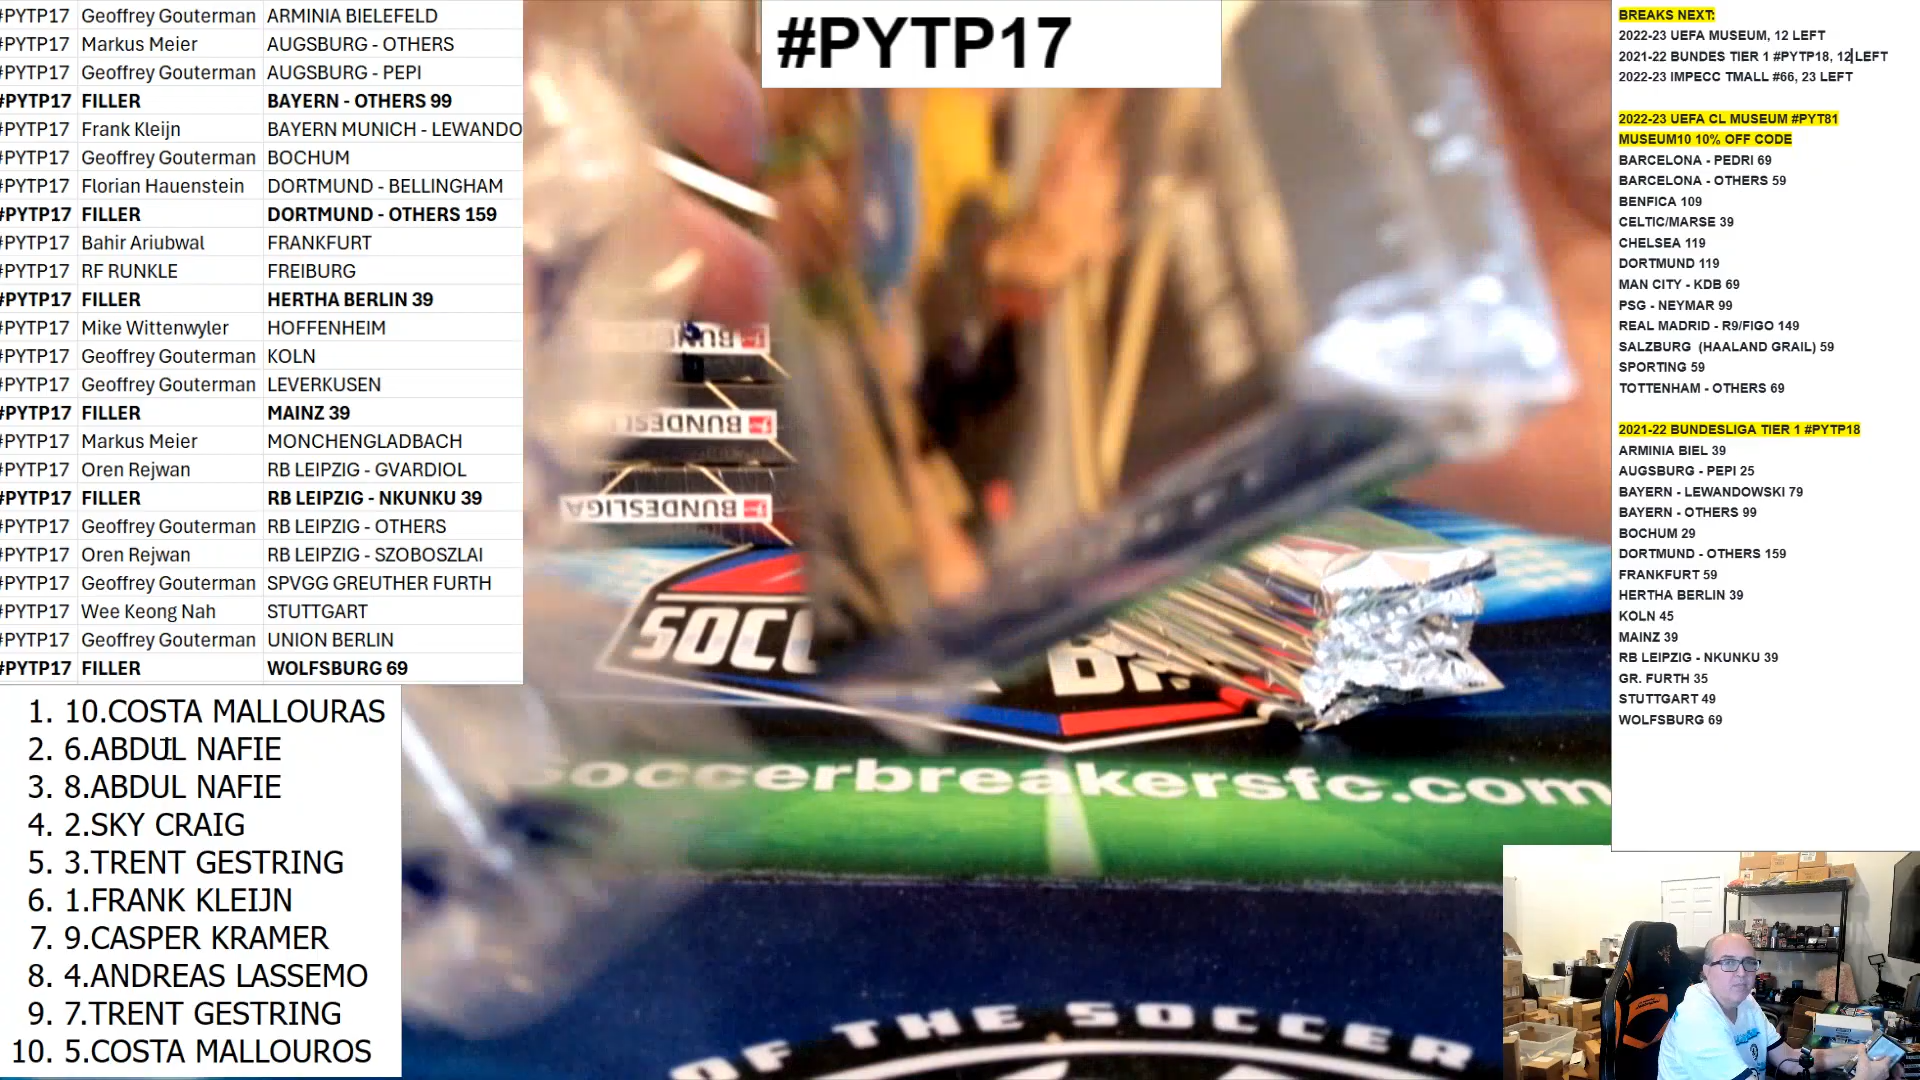 #PYTP17 Geoffrey Gouterman ARMINIA BIELEFELD
#PYTP17 Markus Meier AUGSBURG - OTHERS
#PYTP17 Geoffrey Gouterman AUGSBURG - PEPI
#PYTP17 FILLER BAYERN - OTHERS 99
#PYTP17 Frank Kleijn BAYERN MUNICH - LEWANDO
#PYTP17 Geoffrey Gouterman BOCHUM
#PYTP17 Florian Hauenstein DORTMUND - BELLINGHAM
#PYTP17 FILLER DORTMUND - OTHERS 159
#PYTP17 Bahir Ariubwal FRANKFURT
#PYTP17 RF RUNKLE FREIBURG
#PYTP17 FILLER HERTHA BERLIN 39
#PYTP17 Mike Wittenwyler HOFFENHEIM
#PYTP17 Geoffrey Gouterman KOLN
#PYTP17 Geoffrey Gouterman LEVERKUSEN
#PYTP17 FILLER MAINZ 39
#PYTP17 Markus Meier MONCHENGLADBACH
#PYTP17 Oren Rejwan RB LEIPZIG - GVARDIOL
#PYTP17 FILLER RB LEIPZIG - NKUNKU 39
#PYTP17 Geoffrey Gouterman RB LEIPZIG - OTHERS
#PYTP17 Oren Rejwan RB LEIPZIG - SZOBOSZLAI
#PYTP17 Geoffrey Gouterman SPVGG GREUTHER FURTH
#PYTP17 Wee Keong Nah STUTTGART
#PYTP17 Geoffrey Gouterman UNION BERLIN
#PYTP17 FILLER WOLFSBURG 69
1. 10.COSTA MALLOURAS
2. 6.ABDUL NAFIE
3. 8.ABDUL NAFIE
4. 2.SKY CRAIG
5. 3.TRENT GESTRING
6. 1.FRANK KLEIJN
7. 9.CASPER KRAMER
8. 4.ANDREAS LASSEMO
9. 7.TRENT GESTRING
10. 5.COSTA MALLOUROS
#PYTP17
BUNDESLIGA
soccerbreakersfc.com
OF THE SOCCER
BREAKS NEXT:
2022-23 UEFA MUSEUM, 12 LEFT
2021-22 BUNDES TIER 1 #PYTP18, 12 LEFT
2022-23 IMPECC TMALL #66, 23 LEFT
2022-23 UEFA CL MUSEUM #PYT81
MUSEUM10 10% OFF CODE
BARCELONA - PEDRI 69
BARCELONA - OTHERS 59
BENFICA 109
CELTIC/MARSE 39
CHELSEA 119
DORTMUND 119
MAN CITY - KDB 69
PSG - NEYMAR 99
REAL MADRID - R9/FIGO 149
SALZBURG (HAALAND GRAIL) 59
SPORTING 59
TOTTENHAM - OTHERS 69
2021-22 BUNDESLIGA TIER 1 #PYTP18
ARMINIA BIEL 39
AUGSBURG - PEPI 25
BAYERN - LEWANDOWSKI 79
BAYERN - OTHERS 99
BOCHUM 29
DORTMUND - OTHERS 159
FRANKFURT 59
HERTHA BERLIN 39
KOLN 45
MAINZ 39
RB LEIPZIG - NKUNKU 39
GR. FURTH 35
STUTTGART 49
WOLFSBURG 69